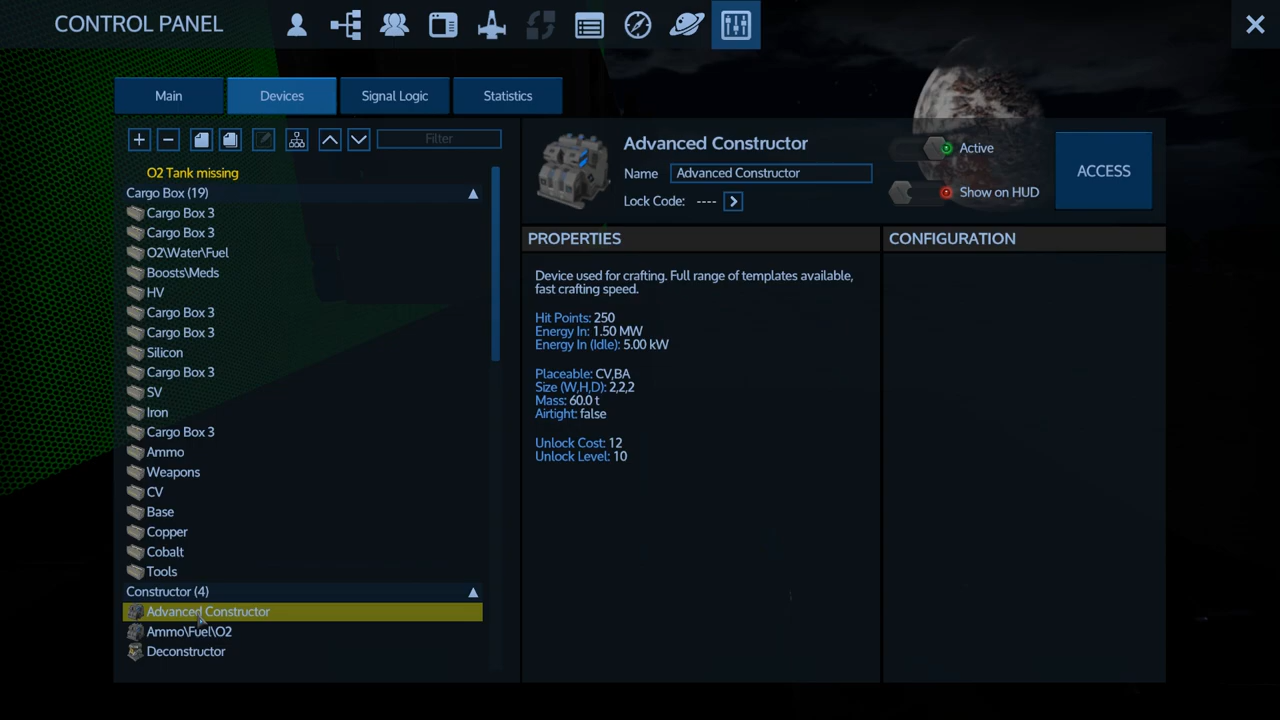 CONTROL PANEL
Main
Devices
Signal Logic
Statistics
Filter
O2 Tank missing
Cargo Box (19)
Cargo Box 3
Cargo Box 3
O2\Water\Fuel
Boosts\Meds
HV
Cargo Box 3
Cargo Box 3
Silicon
Cargo Box 3
SV
Iron
Cargo Box 3
Ammo
Weapons
CV
Base
Copper
Cobalt
Tools
Constructor (4)
Advanced Constructor
Ammo\Fuel\O2
Deconstructor
Advanced Constructor
Name Advanced Constructor
Lock Code: ----
Active
Show on HUD
ACCESS
PROPERTIES
Device used for crafting. Full range of templates available,
fast crafting speed.
Hit Points: 250
Energy In: 1.50 MW
Energy In (Idle): 5.00 kW
Placeable: CV,BA
Size (W,H,D): 2,2,2
Mass: 60.0 t
Airtight: false
Unlock Cost: 12
Unlock Level: 10
CONFIGURATION